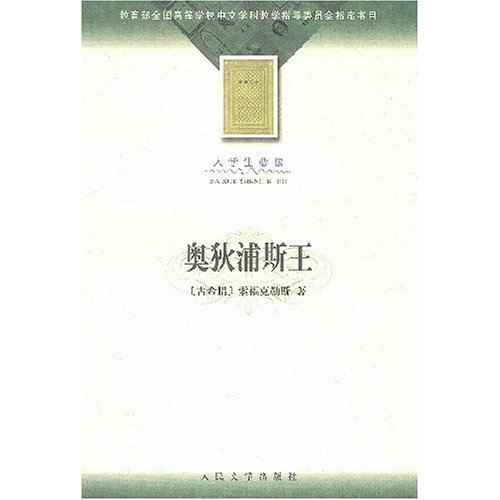 教育部全国高等学校中文学科教学指导委员会指定书目
大学生必读
DA XUE SHENG BI DU
奥狄浦斯王
〔古希腊〕索福克勒斯 著
人民文学出版社